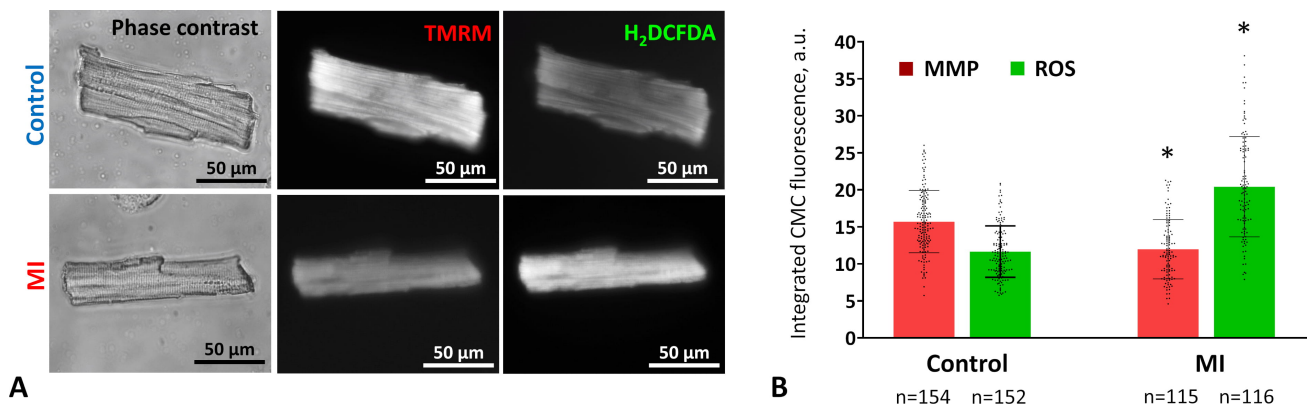 Phase contrast
TMRM
H₂DCFDA
Control
50 µm
50 µm
50 µm
MI
50 µm
50 µm
50 µm
A
Integrated CMC fluorescence, a.u.
40
35
30
25
20
15
10
5
0
MMP
ROS
*
*
Control
MI
n=154
n=152
n=115
n=116
B